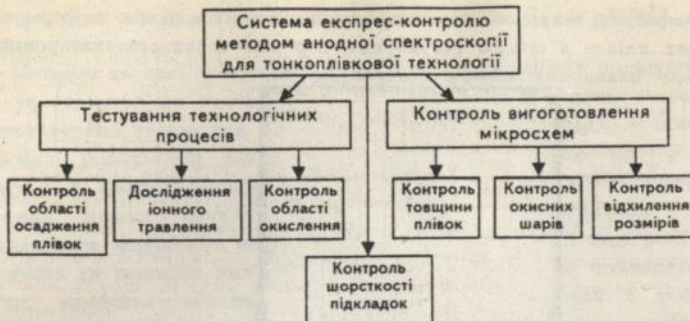 Система експрес-контролю
методом анодної спектроскопії
для тонкоплівкової технології
Тестування технологічних
процесів
Контроль виготовлення
мікросхем
Контроль
області
осадження
плівок
Дослідження
іонного
травлення
Контроль
області
окислення
Контроль
товщини
плівок
Контроль
окисних
шарів
Контроль
відхилення
розмірів
Контроль
шорсткості
підкладок